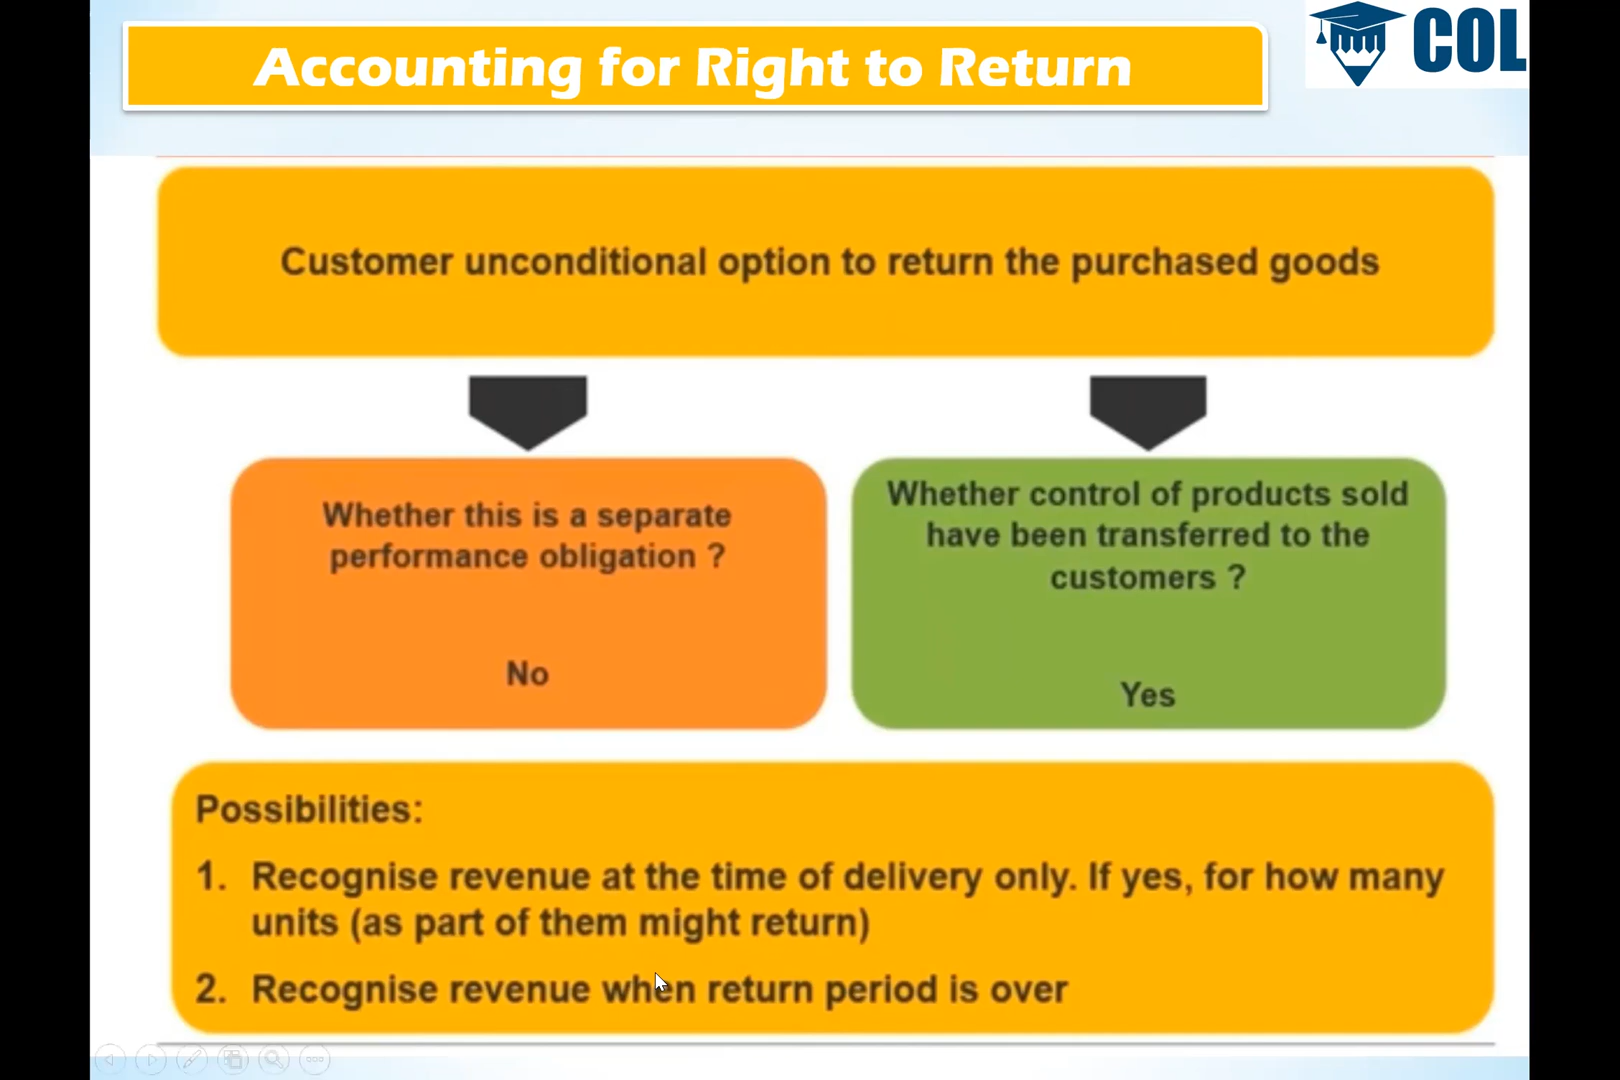 Accounting for Right to Return
COL
Customer unconditional option to return the purchased goods
Whether this is a separate
performance obligation ?
No
Whether control of products sold
have been transferred to the
customers ?
Yes
Possibilities:
1. Recognise revenue at the time of delivery only. If yes, for how many
units (as part of them might return)
2. Recognise revenue when return period is over